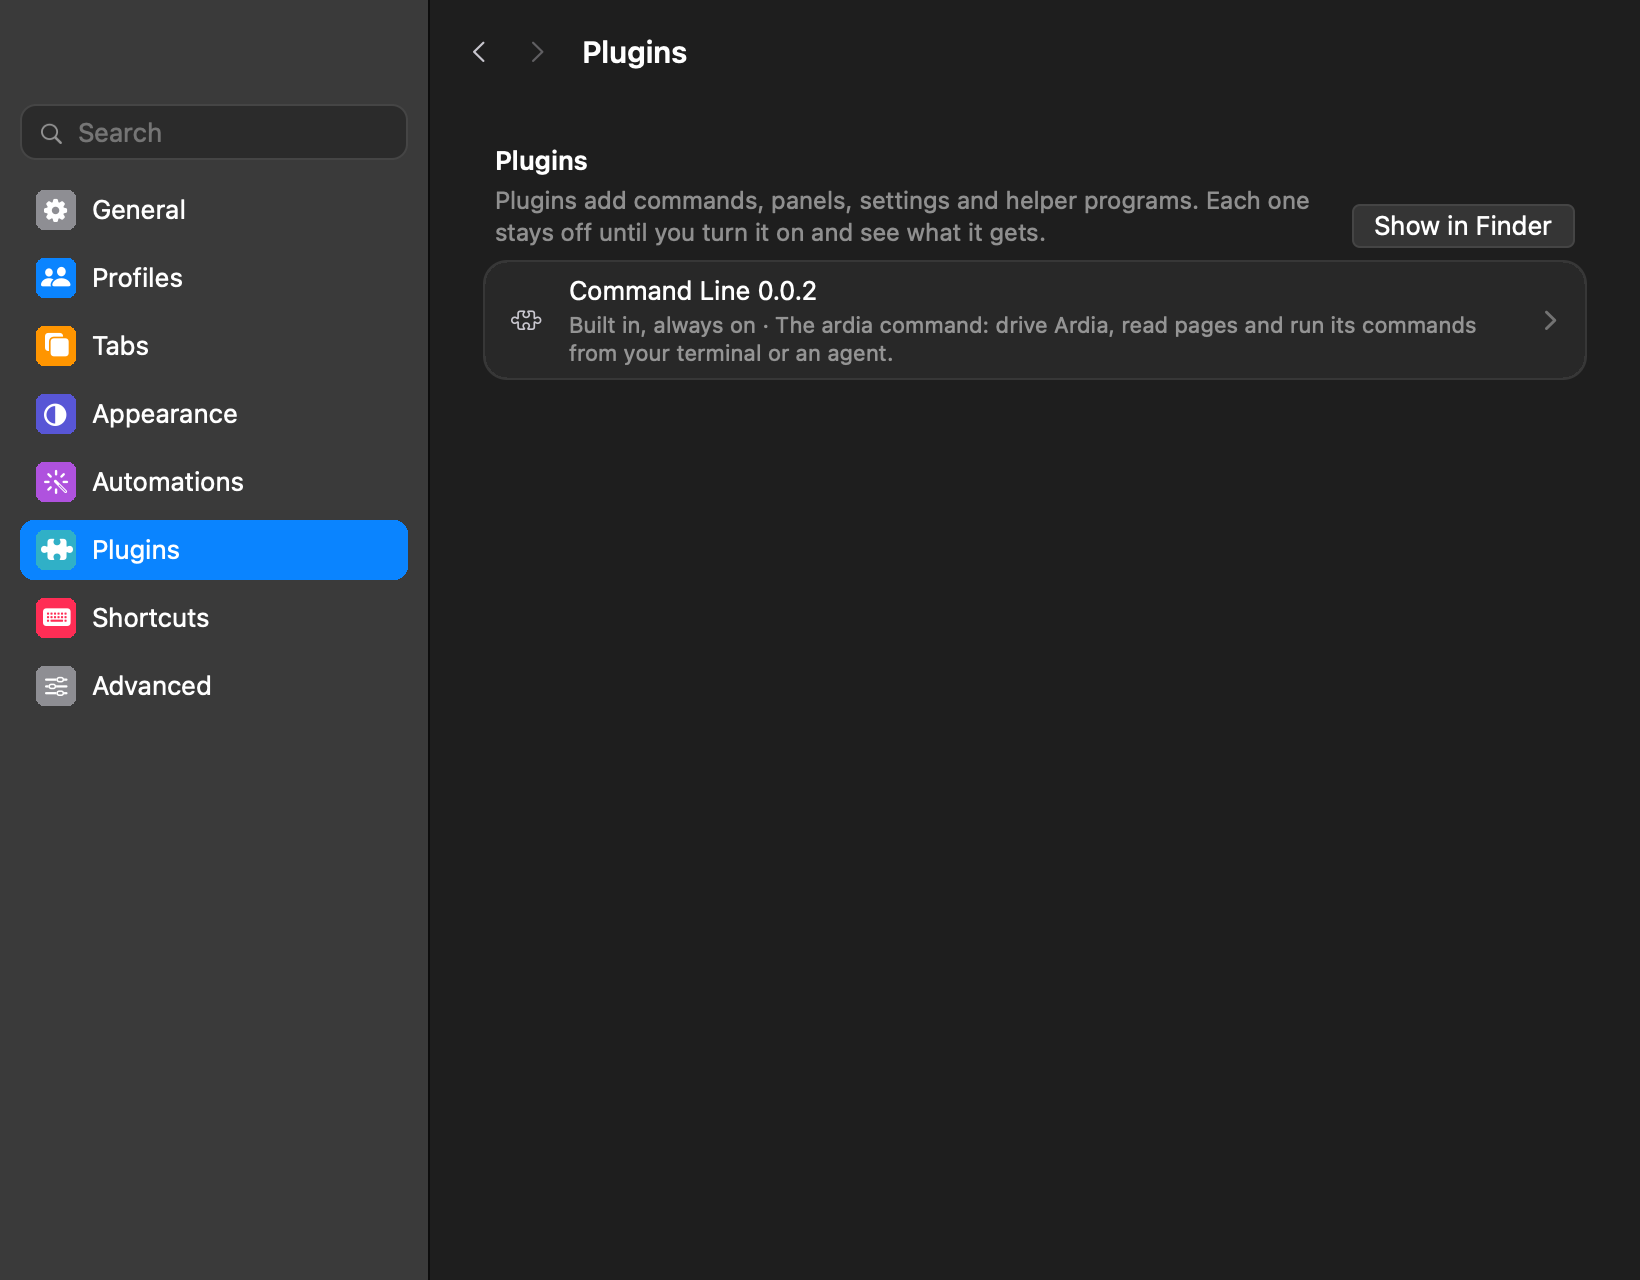 Search
General
Profiles
Tabs
Appearance
Automations
Plugins
Shortcuts
Advanced
Plugins
Plugins
Plugins add commands, panels, settings and helper programs. Each one
stays off until you turn it on and see what it gets.
Show in Finder
Command Line 0.0.2
Built in, always on · The ardia command: drive Ardia, read pages and run its commands
from your terminal or an agent.